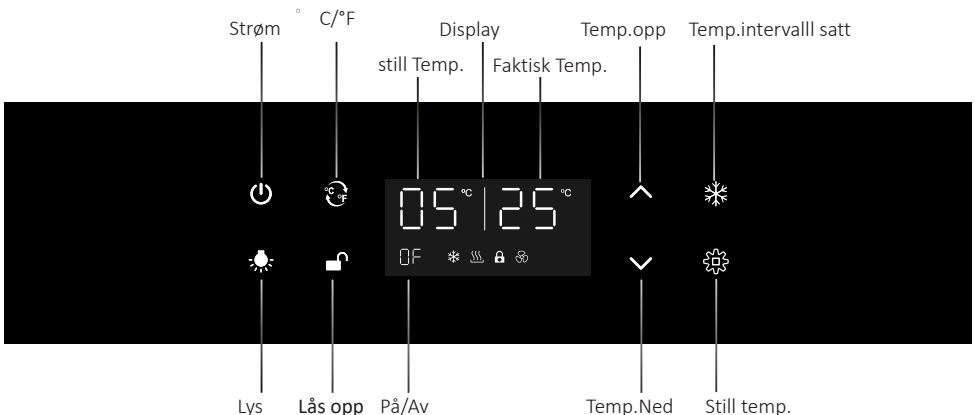 Strøm
° C/°F
Display
Temp.opp
Temp.intervalll satt
still Temp.
Faktisk Temp.
°C
°F
05 °C
25 °C
0F
Lys
Lås opp
På/Av
Temp.Ned
Still temp.